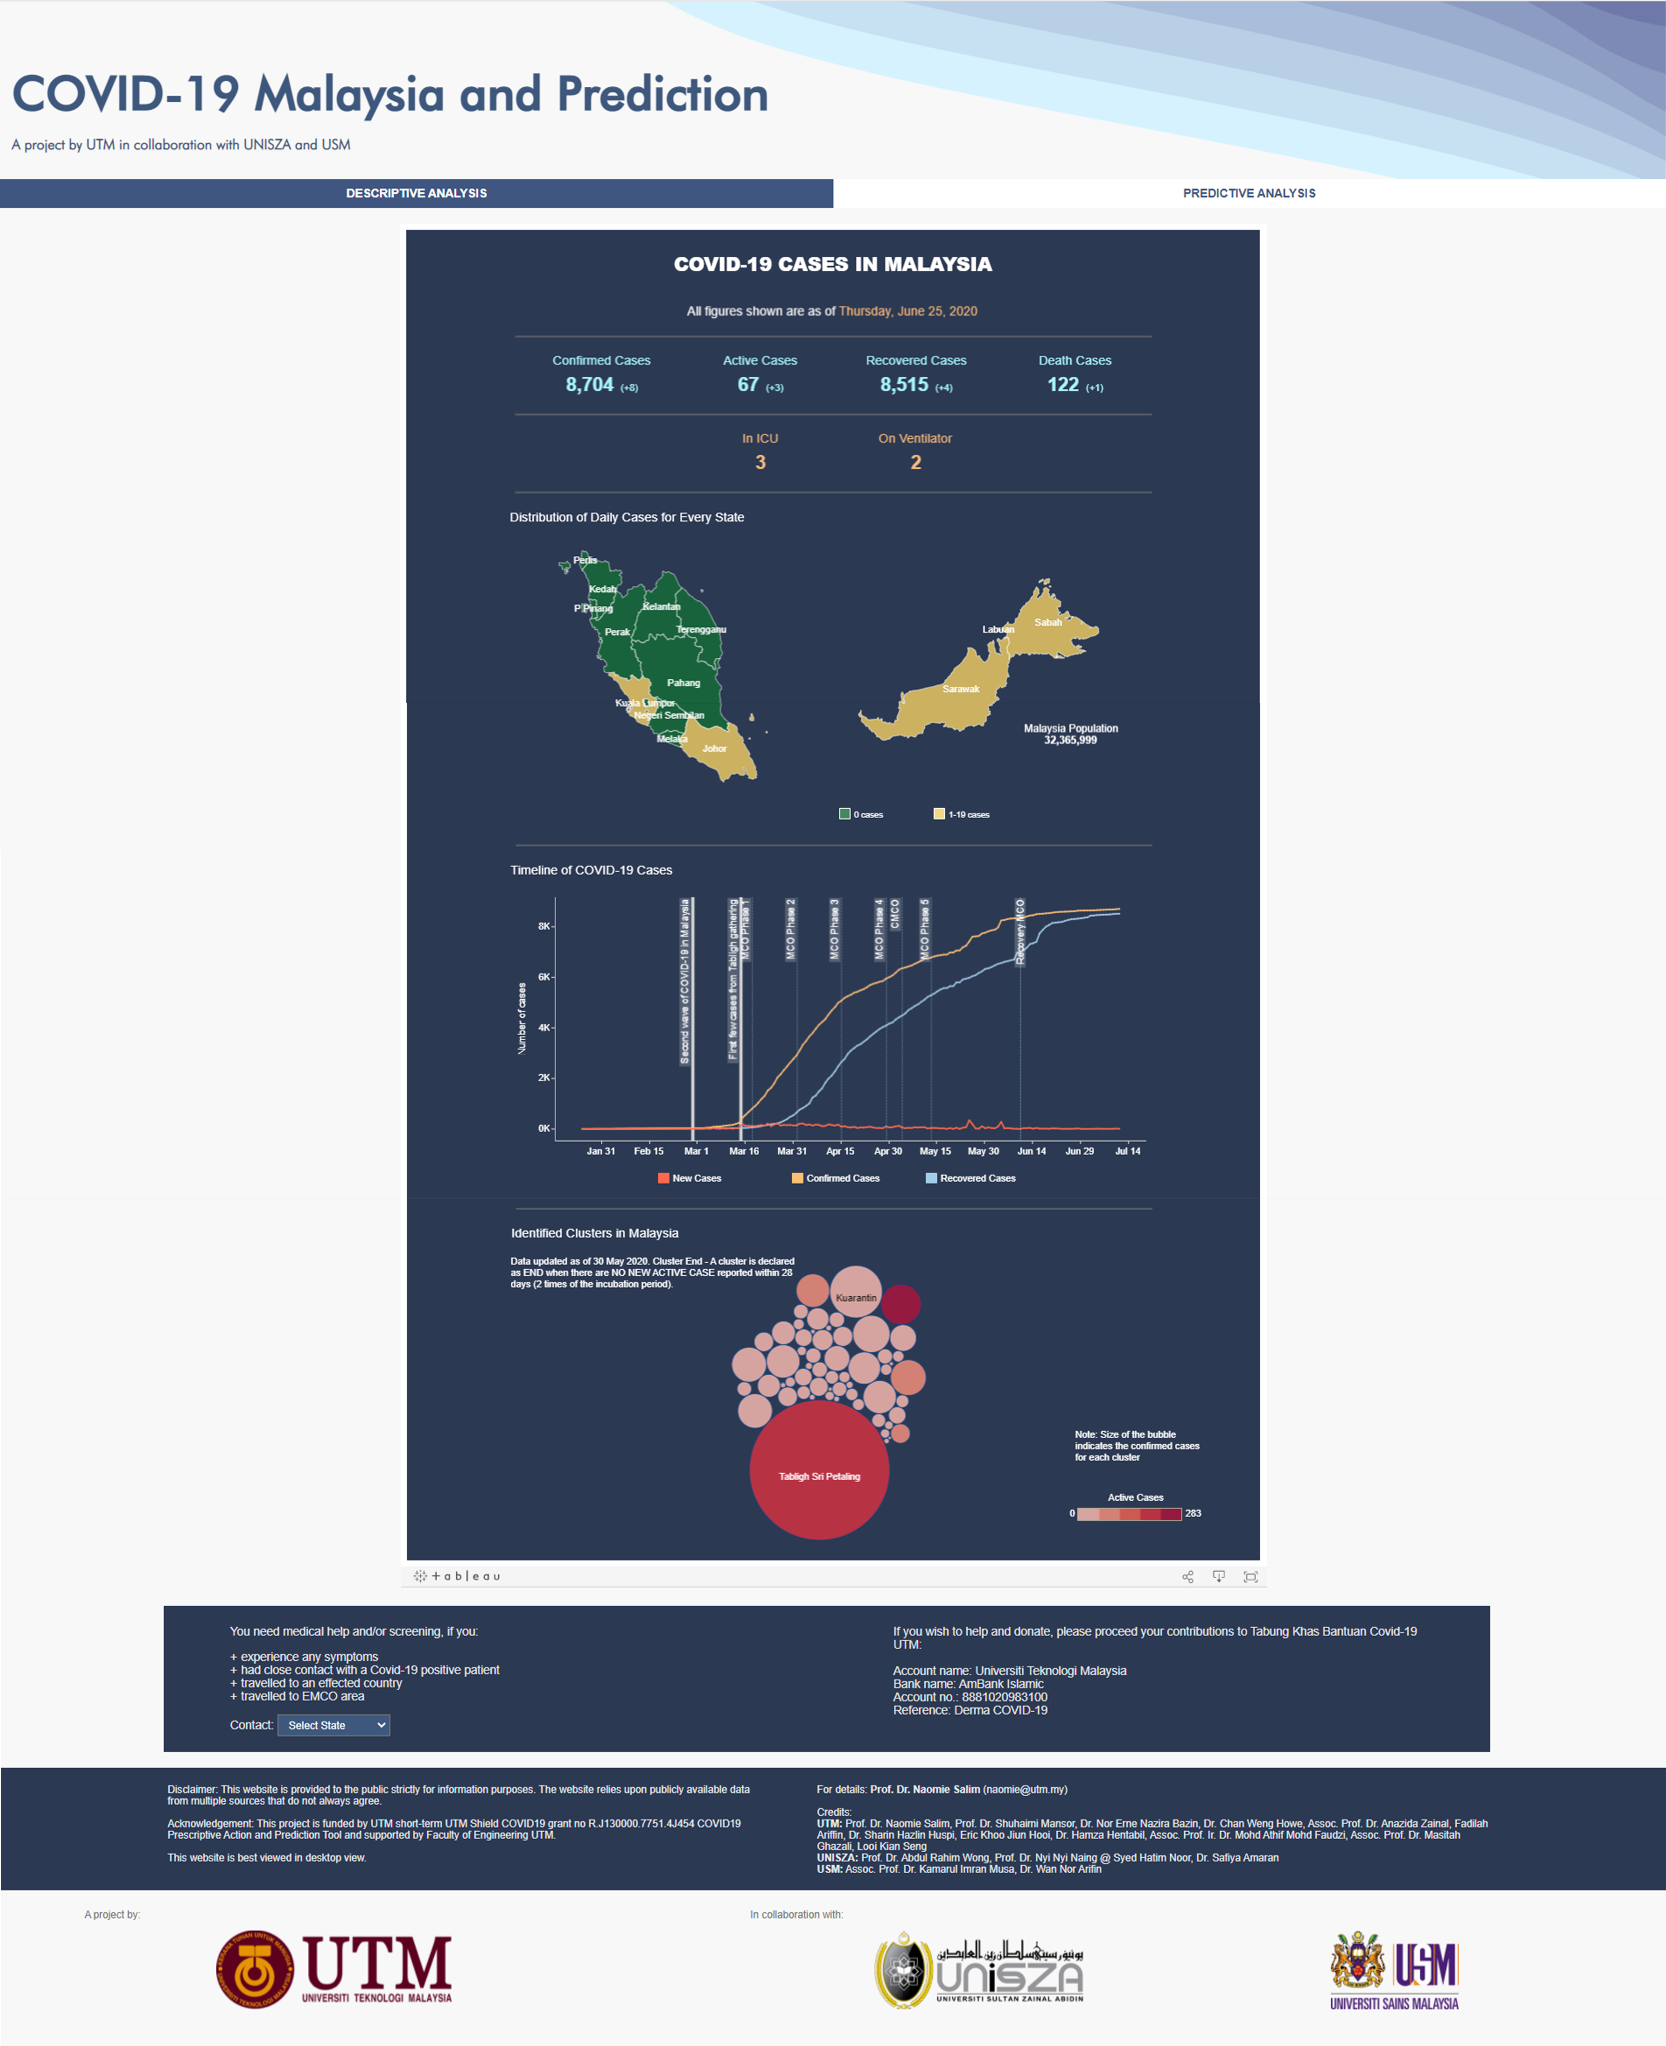 COVID-19 Malaysia and Prediction
A project by UTM in collaboration with UNISZA and USM
DESCRIPTIVE ANALYSIS
PREDICTIVE ANALYSIS
COVID-19 CASES IN MALAYSIA
All figures shown are as of Thursday, June 25, 2020
Confirmed Cases
8,704 (+8)
Active Cases
67 (+3)
Recovered Cases
8,515 (+4)
Death Cases
122 (+1)
In ICU
3
On Ventilator
2
Distribution of Daily Cases for Every State
Perlis
Kedah
P.Pinang
Kelantan
Perak
Terengganu
Pahang
Kuala Lumpur
Negeri Sembilan
Melaka
Johor
Sabah
Labuan
Sarawak
Malaysia Population
32,365,999
0 cases
1-19 cases
Timeline of COVID-19 Cases
Number of cases
8K
6K
4K
2K
0K
Second wave of COVID-19 in Malaysia
First few cases from Tabligh gathering
MCO Phase 1
MCO Phase 2
MCO Phase 3
MCO Phase 4
CMCO
MCO Phase 5
Recovery MCO
Jan 31
Feb 15
Mar 1
Mar 16
Mar 31
Apr 15
Apr 30
May 15
May 30
Jun 14
Jun 29
Jul 14
New Cases
Confirmed Cases
Recovered Cases
Identified Clusters in Malaysia
Data updated as of 30 May 2020. Cluster End - A cluster is declared
as END when there are NO NEW ACTIVE CASE reported within 28
days (2 times of the incubation period).
Kuarantin
Tabligh Sri Petaling
Note: Size of the bubble
indicates the confirmed cases
for each cluster
Active Cases
0
283
+ableau
You need medical help and/or screening, if you:
+ experience any symptoms
+ had close contact with a Covid-19 positive patient
+ travelled to an effected country
+ travelled to EMCO area
Contact: Select State
If you wish to help and donate, please proceed your contributions to Tabung Khas Bantuan Covid-19
UTM:
Account name: Universiti Teknologi Malaysia
Bank name: AmBank Islamic
Account no.: 8881020983100
Reference: Derma COVID-19
Disclaimer: This website is provided to the public strictly for information purposes. The website relies upon publicly available data
from multiple sources that do not always agree.
Acknowledgement: This project is funded by UTM short-term UTM Shield COVID19 grant no R.J130000.7751.4J454 COVID19
Prescriptive Action and Prediction Tool and supported by Faculty of Engineering UTM.
This website is best viewed in desktop view.
For details: Prof. Dr. Naomie Salim (naomie@utm.my)
Credits:
UTM: Prof. Dr. Naomie Salim, Prof. Dr. Shuhaimi Mansor, Dr. Nor Erne Nazira Bazin, Dr. Chan Weng Howe, Assoc. Prof. Dr. Anazida Zainal, Fadilah
Ariffin, Dr. Sharin Hazlin Huspi, Eric Khoo Jiun Hooi, Dr. Hamza Hentabil, Assoc. Prof. Ir. Dr. Mohd Athif Mohd Faudzi, Assoc. Prof. Dr. Masitah
Ghazali, Looi Kian Seng
UNISZA: Prof. Dr. Abdul Rahim Wong, Prof. Dr. Nyi Nyi Naing @ Syed Hatim Noor, Dr. Safiya Amaran
USM: Assoc. Prof. Dr. Kamarul Imran Musa, Dr. Wan Nor Arifin
A project by:
In collaboration with:
UTM
UNIVERSITI TEKNOLOGI MALAYSIA
يونيۏرسيتي سلطان زين العابدين
UNISZA
UNIVERSITI SULTAN ZAINAL ABIDIN
USM
UNIVERSITI SAINS MALAYSIA